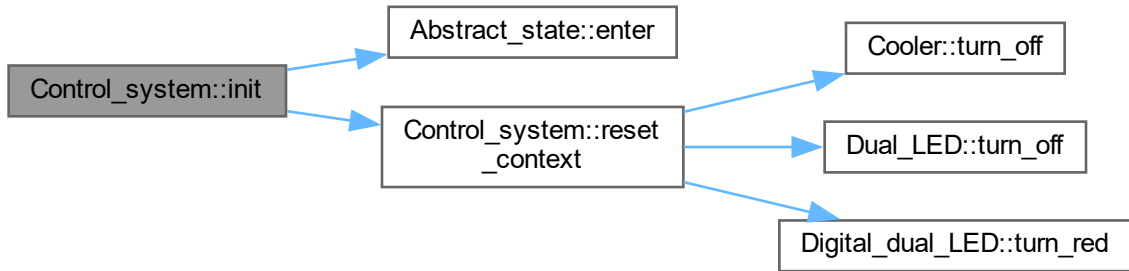 Control_system::init
Abstract_state::enter
Control_system::reset
_context
Cooler::turn_off
Dual_LED::turn_off
Digital_dual_LED::turn_red